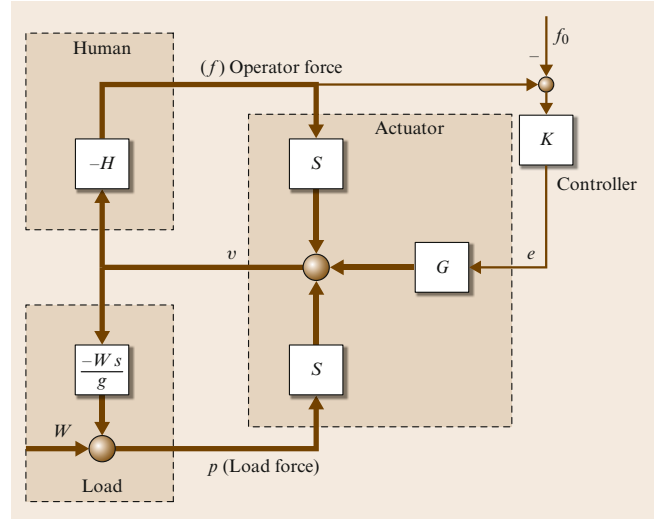 Human
f0
–
(f) Operator force
Actuator
–H
S
K
Controller
v
G
e
–W s
g
S
W
p (Load force)
Load